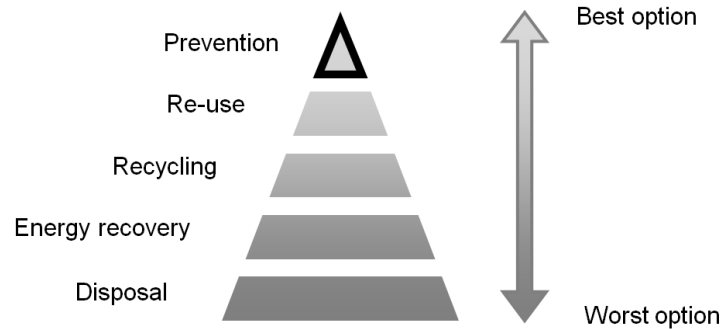 Best option
Prevention
Re-use
Recycling
Energy recovery
Disposal
Worst option